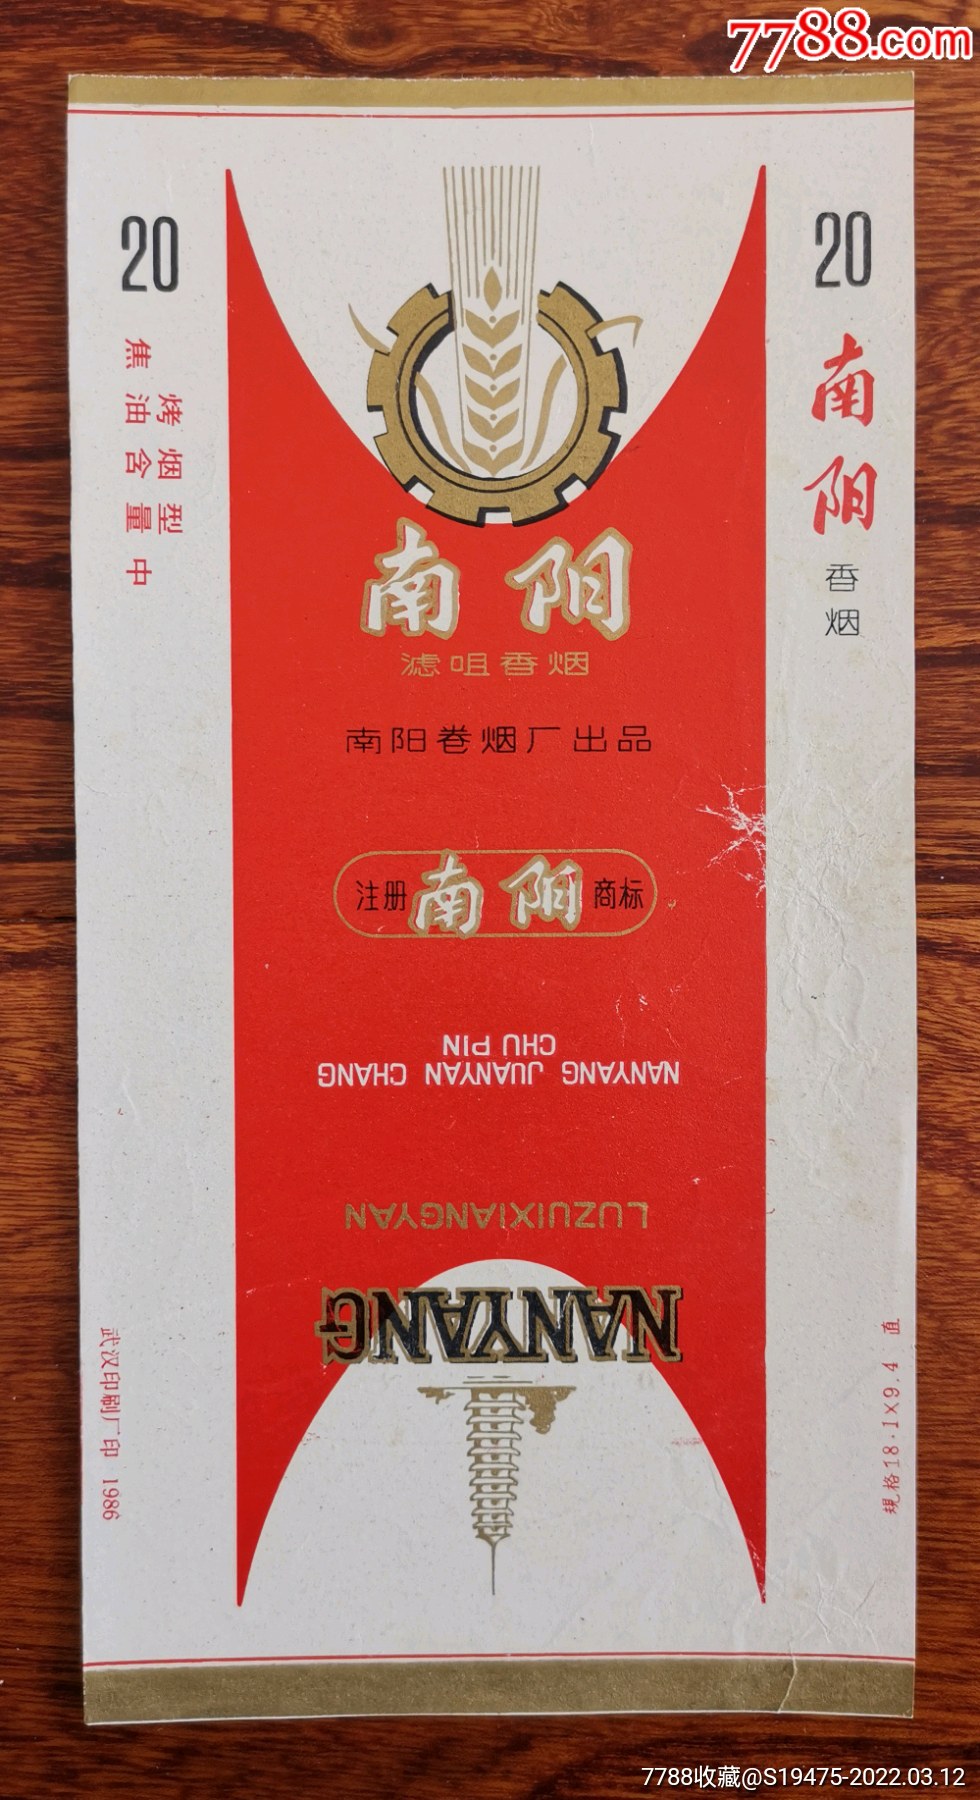 7788.com
20
焦油含量中
烤烟型
20
南阳
香烟
南阳
滤咀香烟
南阳卷烟厂出品
注册 南阳 商标
NANYANG JUANYAN CHANG
CHU PIN
LUZUIXIANGYAN
NANYANG
武汉印刷厂印 1986
規格18.1×9.4 直
7788收藏@S19475-2022.03.12